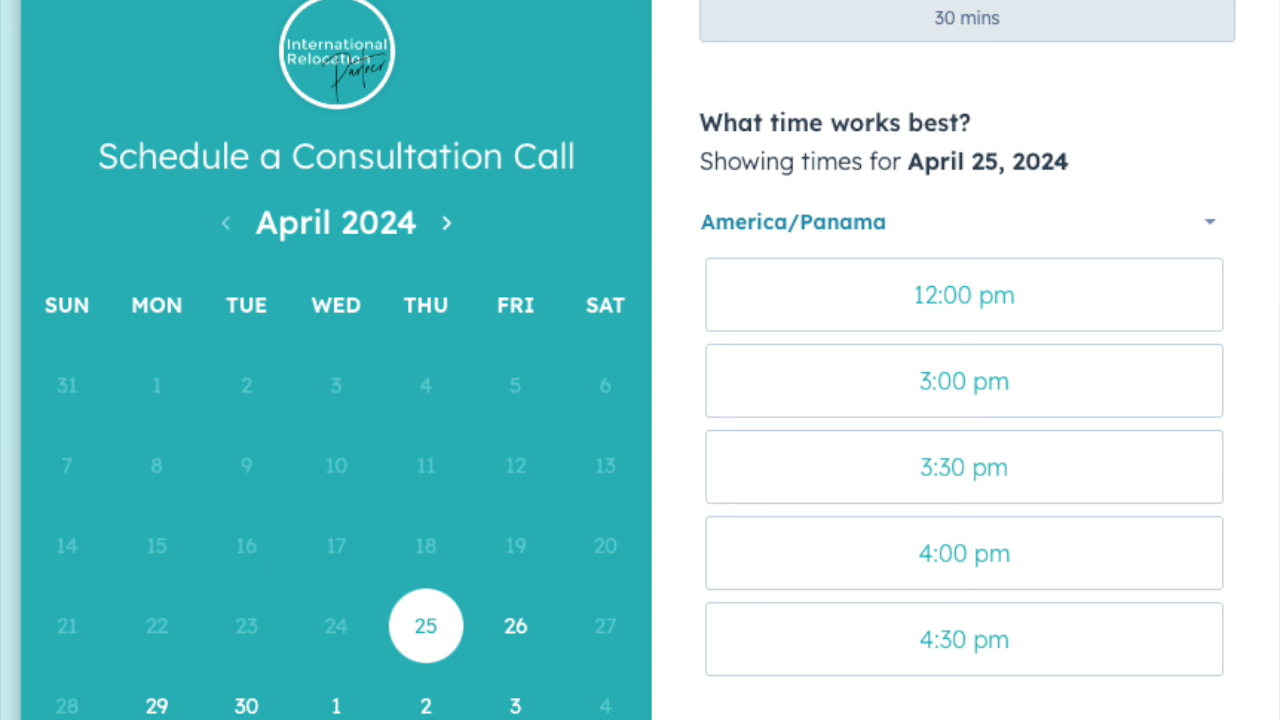 International
Relocation
Partner
Schedule a Consultation Call
April 2024
SUN MON TUE WED THU FRI SAT
31 1 2 3 4 5 6
7 8 9 10 11 12 13
14 15 16 17 18 19 20
21 22 23 24 25 26 27
28 29 30 1 2 3 4
30 mins
What time works best?
Showing times for April 25, 2024
America/Panama
12:00 pm
3:00 pm
3:30 pm
4:00 pm
4:30 pm